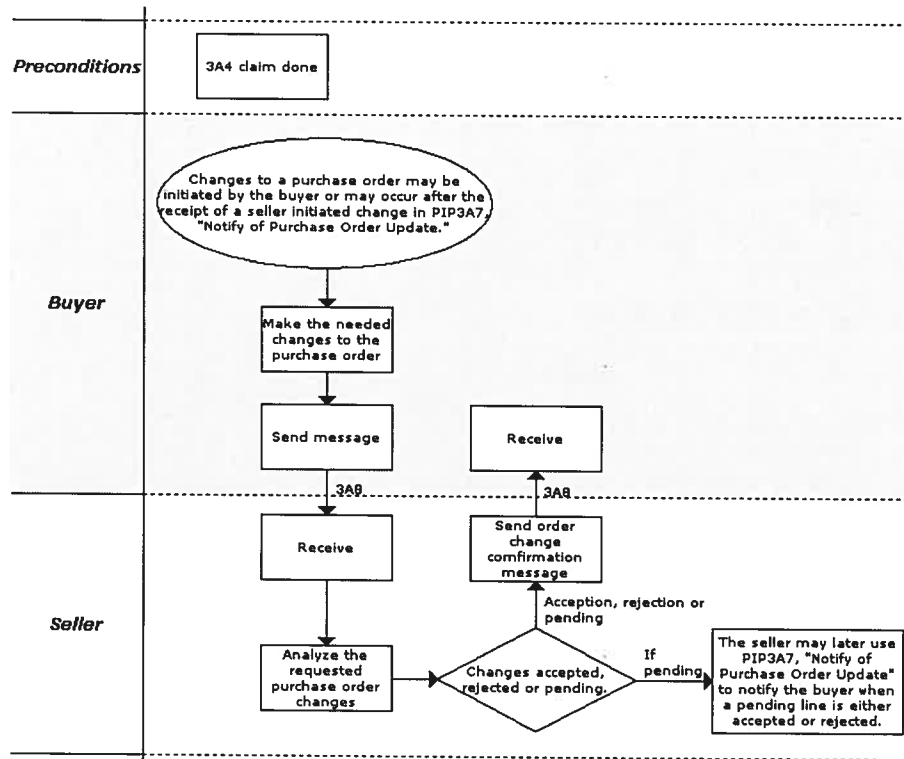 Preconditions
3A4 claim done
Changes to a purchase order may be
initiated by the buyer or may occur after the
receipt of a seller initiated change in PIP3A7,
"Notify of Purchase Order Update."
Buyer
Make the needed
changes to the
purchase order
Send message
Receive
3A8
3A8
Seller
Receive
Send order
change
comfirmation
message
Acception, rejection or
pending
Analyze the
requested
purchase order
changes
Changes accepted,
rejected or pending.
If
pending
The seller may later use
PIP3A7, "Notify of
Purchase Order Update"
to notify the buyer when
a pending line is either
accepted or rejected.